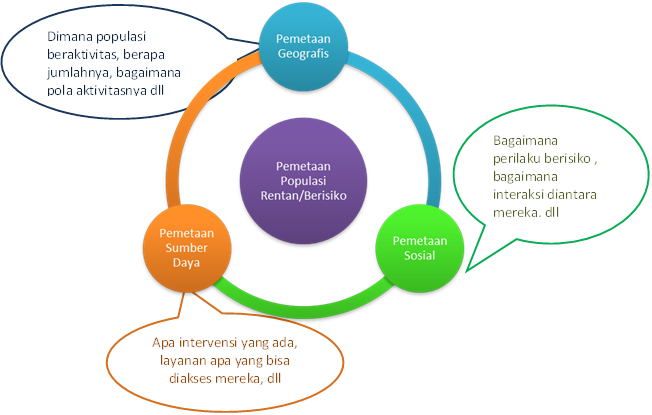 Dimana populasi
beraktivitas, berapa
jumlahnya, bagaimana
pola aktivitasnya dll
Pemetaan
Geografis
Pemetaan
Populasi
Rentan/Berisiko
Bagaimana
perilaku berisiko ,
bagaimana
interaksi diantara
mereka. dll
Pemetaan
Sumber
Daya
Pemetaan
Sosial
Apa intervensi yang ada,
layanan apa yang bisa
diakses mereka, dll